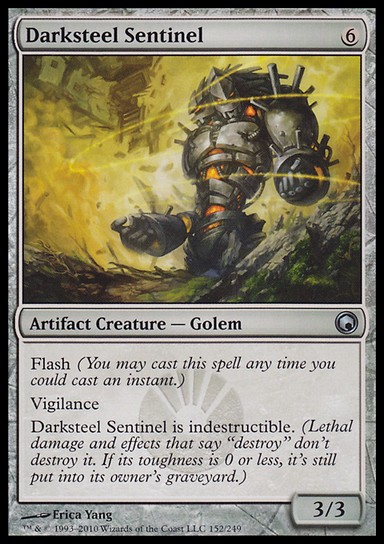 Darksteel Sentinel 6
Artifact Creature — Golem
Flash (You may cast this spell any time you
could cast an instant.)
Vigilance
Darksteel Sentinel is indestructible. (Lethal
damage and effects that say “destroy” don’t
destroy it. If its toughness is 0 or less, it’s still
put into its owner’s graveyard.)
Erica Yang
3/3
™ & © 1993–2010 Wizards of the Coast LLC 152/249